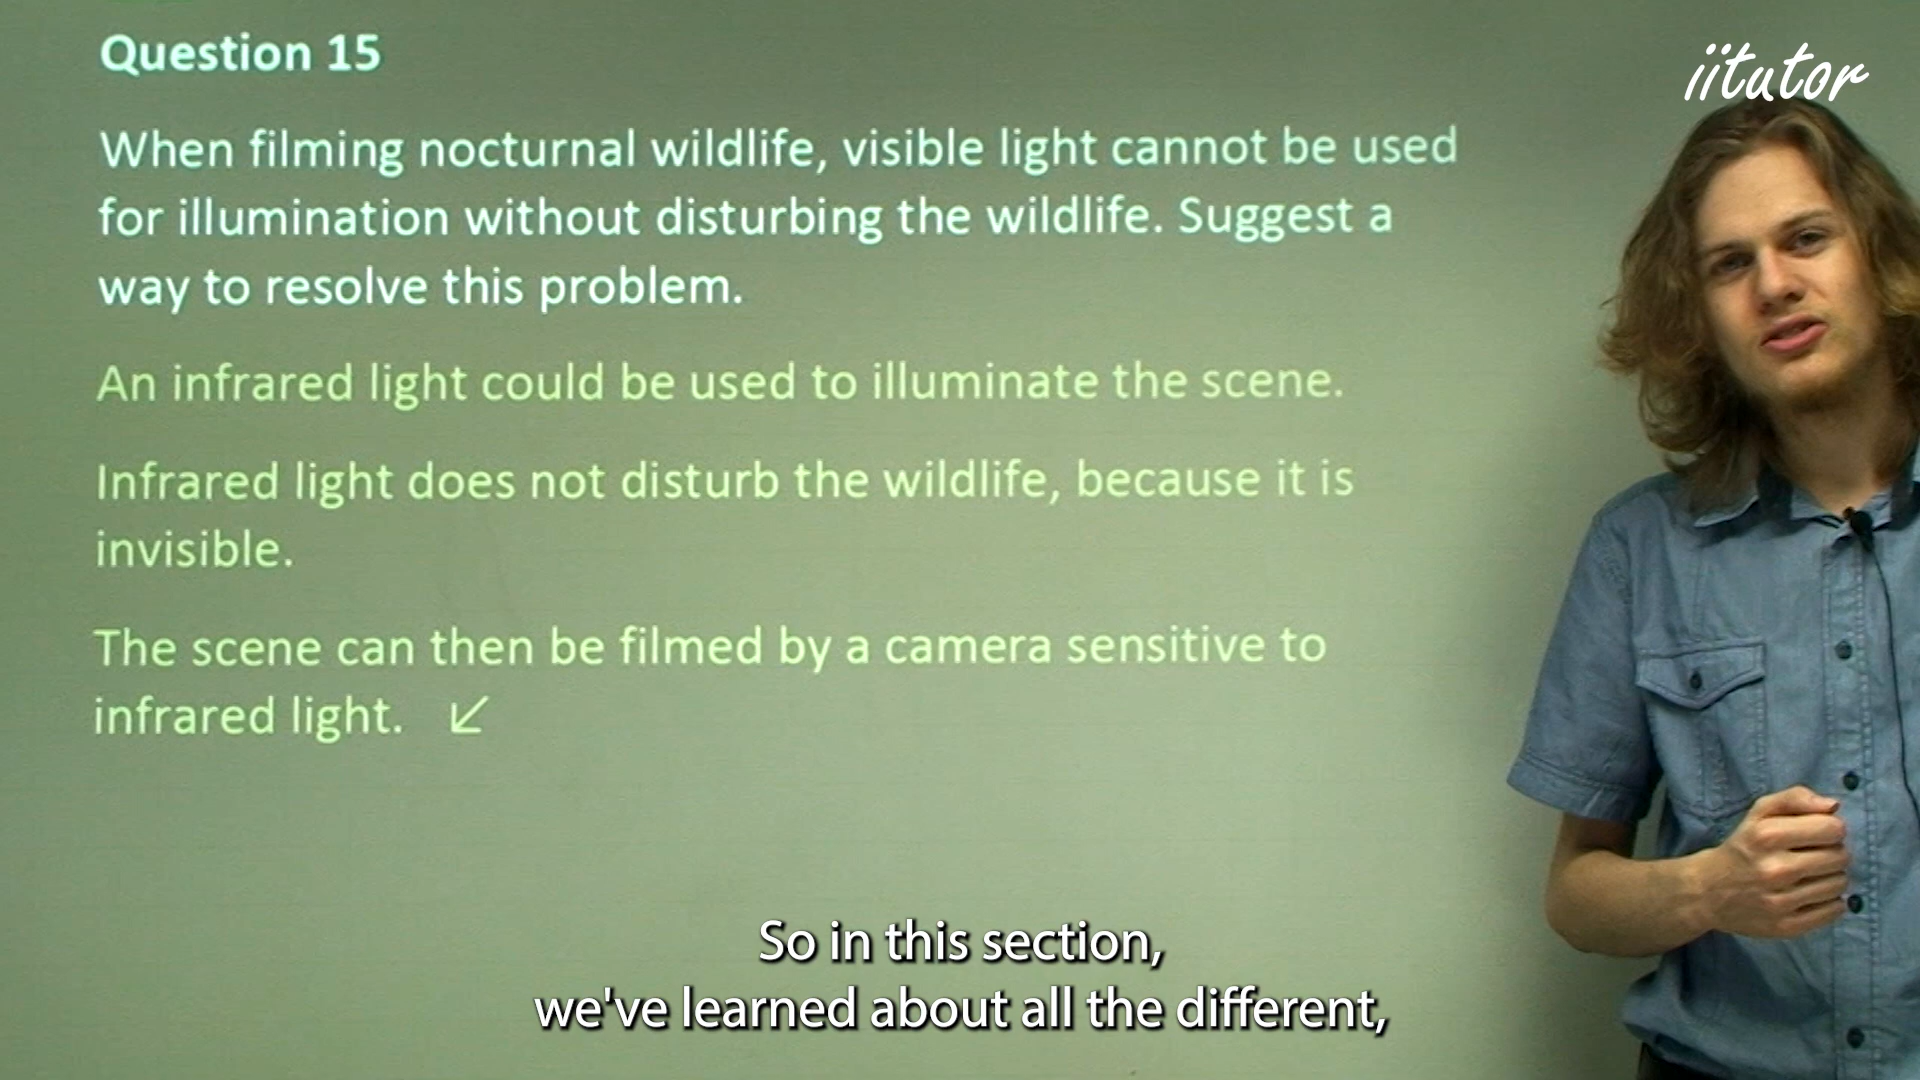 Question 15
iitutor
When filming nocturnal wildlife, visible light cannot be used
for illumination without disturbing the wildlife. Suggest a
way to resolve this problem.
An infrared light could be used to illuminate the scene.
Infrared light does not disturb the wildlife, because it is
invisible.
The scene can then be filmed by a camera sensitive to
infrared light. ↙
So in this section,
we've learned about all the different,